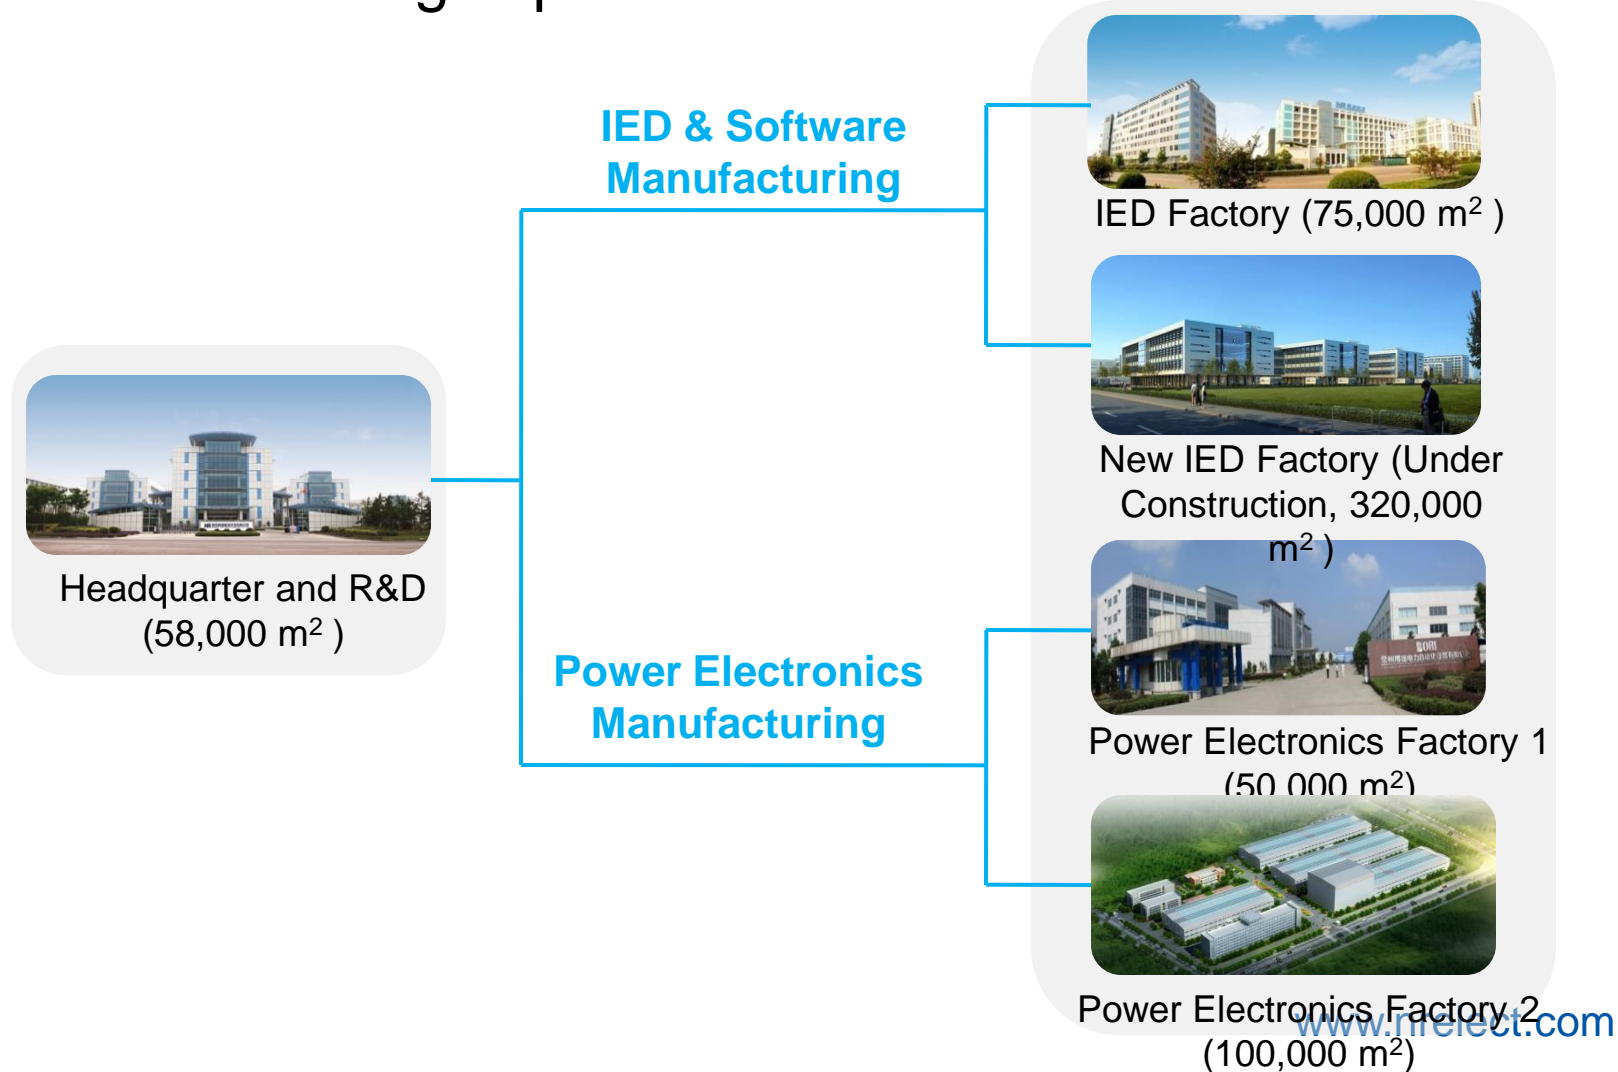 Headquarter and R&D
(58,000 m² )
IED & Software
Manufacturing
Power Electronics
Manufacturing
IED Factory (75,000 m² )
New IED Factory (Under
Construction, 320,000
m² )
BORI
Power Electronics Factory 1
(50,000 m²)
Power Electronics Factory 2
(100,000 m²)
www.nrelect.com